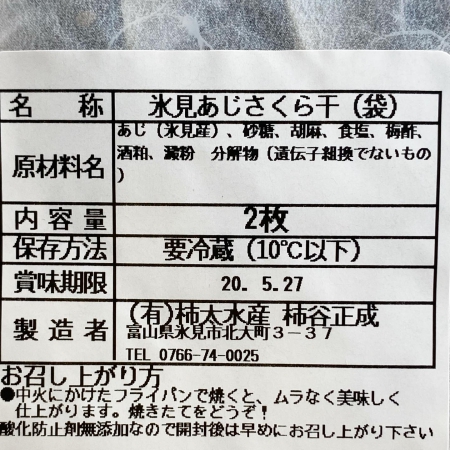 名称 氷見あじさくら干（袋）
原材料名 あじ（氷見産）、砂糖、胡麻、食塩、梅酢、
酒粕、澱粉 分解物（遺伝子組換でないもの
）
内容量 2枚
保存方法 要冷蔵（10℃以下）
賞味期限 20. 5.27
製造者 （有）柿太水産 柿谷正成
富山県氷見市北大町３－３７
TEL 0766-74-0025
お召し上がり方
●中火にかけたフライパンで焼くと、ムラなく美味しく
仕上がります。焼きたてをどうぞ！
酸化防止剤無添加なので開封後は早めにお召し上がり下さい